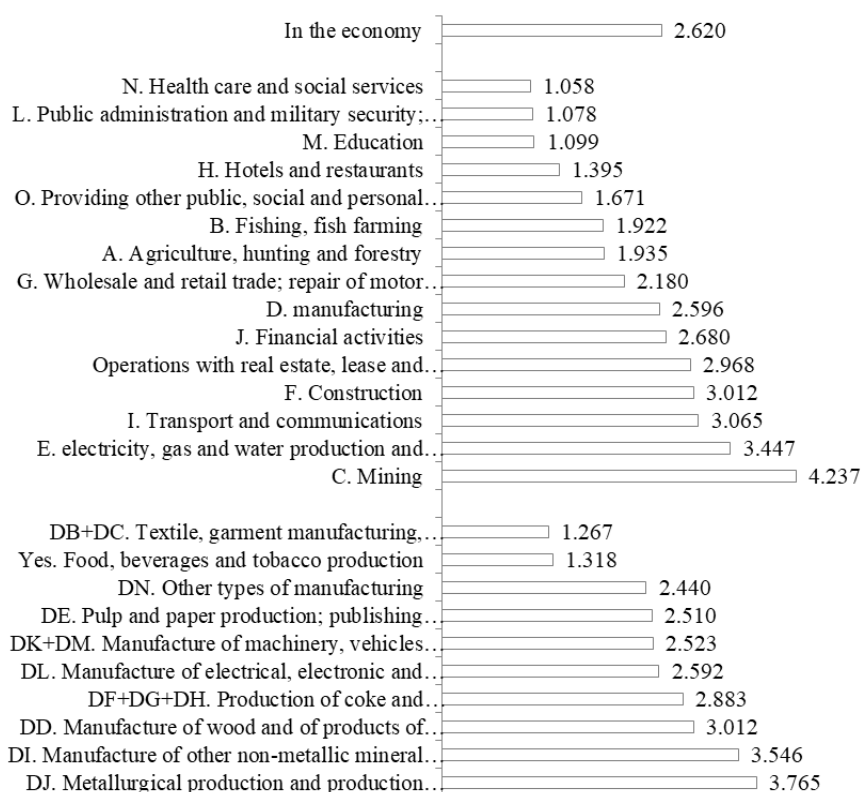 In the economy 2.620
N. Health care and social services 1.058
L. Public administration and military security;… 1.078
M. Education 1.099
H. Hotels and restaurants 1.395
O. Providing other public, social and personal… 1.671
B. Fishing, fish farming 1.922
A. Agriculture, hunting and forestry 1.935
G. Wholesale and retail trade; repair of motor… 2.180
D. manufacturing 2.596
J. Financial activities 2.680
Operations with real estate, lease and… 2.968
F. Construction 3.012
I. Transport and communications 3.065
E. electricity, gas and water production and… 3.447
C. Mining 4.237
DB+DC. Textile, garment manufacturing,… 1.267
Yes. Food, beverages and tobacco production 1.318
DN. Other types of manufacturing 2.440
DE. Pulp and paper production; publishing… 2.510
DK+DM. Manufacture of machinery, vehicles… 2.523
DL. Manufacture of electrical, electronic and… 2.592
DF+DG+DH. Production of coke and… 2.883
DD. Manufacture of wood and of products of… 3.012
DI. Manufacture of other non-metallic mineral… 3.546
DJ. Metallurgical production and production… 3.765